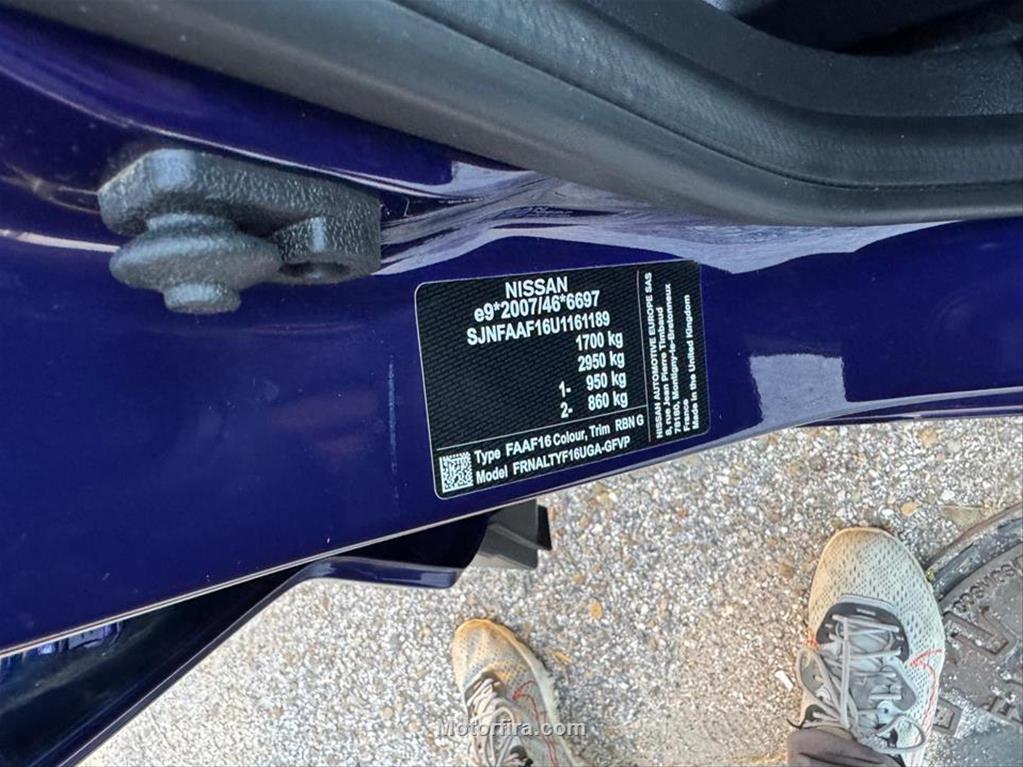 NISSAN
e9*2007/46*6697
SJNFAAF16U1161189
1700 kg
2950 kg
1- 950 kg
2- 860 kg
Type FAAF16 Colour, Trim RBN G
Model FRNALTYF16UGA-GFVP
NISSAN AUTOMOTIVE EUROPE SAS
8, rue Jean Pierre Timbaud
78180, Montigny-le-Bretonneux
France
Made in the United Kingdom
Motorfira.com